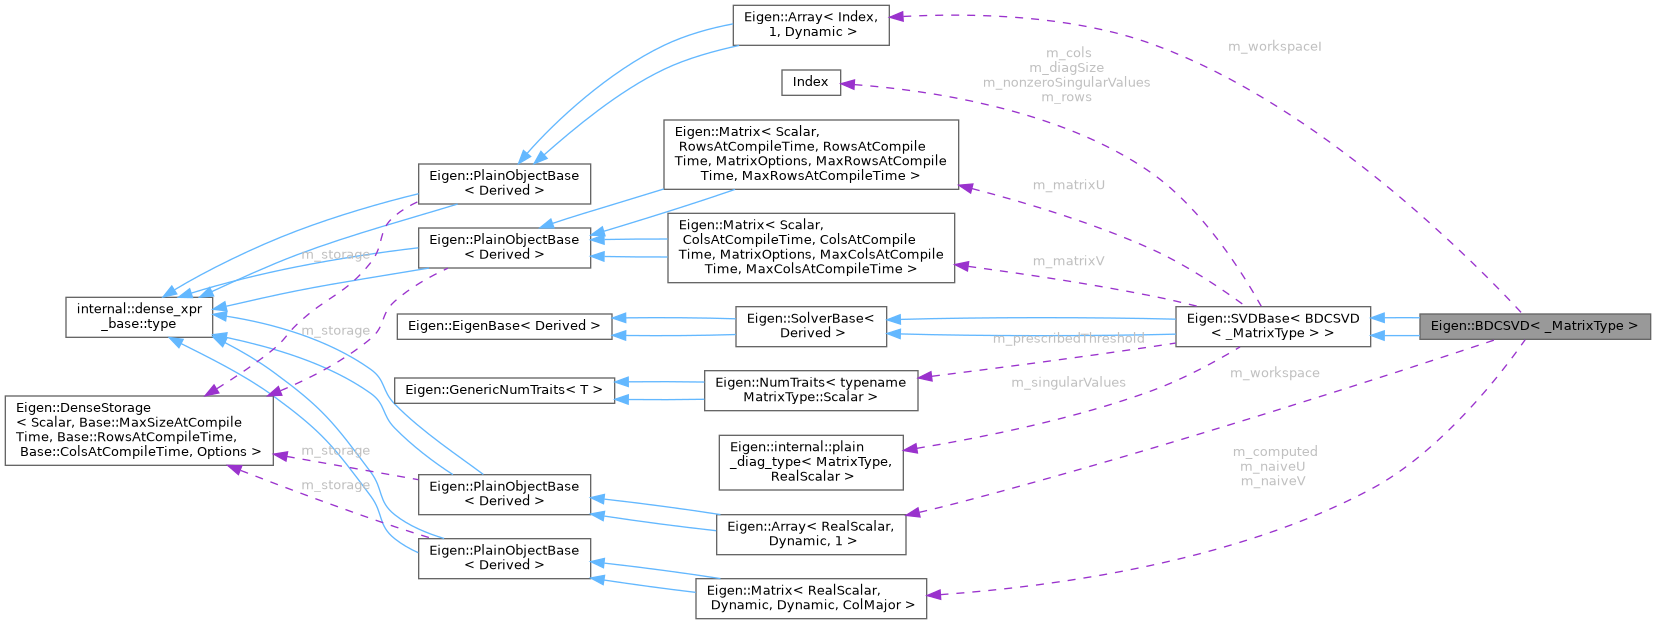 Eigen::Array< Index,
1, Dynamic >
m_workspaceI
m_cols
m_diagSize
m_nonzeroSingularValues
m_rows
Index
Eigen::Matrix< Scalar,
RowsAtCompileTime, RowsAtCompile
Time, MatrixOptions, MaxRowsAtCompile
Time, MaxRowsAtCompileTime >
m_matrixU
Eigen::PlainObjectBase
< Derived >
Eigen::PlainObjectBase
< Derived >
m_storage
Eigen::Matrix< Scalar,
ColsAtCompileTime, ColsAtCompile
Time, MatrixOptions, MaxColsAtCompile
Time, MaxColsAtCompileTime >
m_matrixV
internal::dense_xpr
_base::type
m_storage
Eigen::EigenBase< Derived >
Eigen::SolverBase<
Derived >
Eigen::SVDBase< BDCSVD
< _MatrixType > >
Eigen::BDCSVD< _MatrixType >
m_prescribedThreshold
Eigen::GenericNumTraits< T >
Eigen::NumTraits< typename
MatrixType::Scalar >
m_singularValues
m_workspace
Eigen::DenseStorage
< Scalar, Base::MaxSizeAtCompile
Time, Base::RowsAtCompileTime,
Base::ColsAtCompileTime, Options >
m_storage
m_storage
Eigen::internal::plain
_diag_type< MatrixType,
RealScalar >
m_computed
m_naiveU
m_naiveV
Eigen::PlainObjectBase
< Derived >
Eigen::Array< RealScalar,
Dynamic, 1 >
Eigen::PlainObjectBase
< Derived >
Eigen::Matrix< RealScalar,
Dynamic, Dynamic, ColMajor >